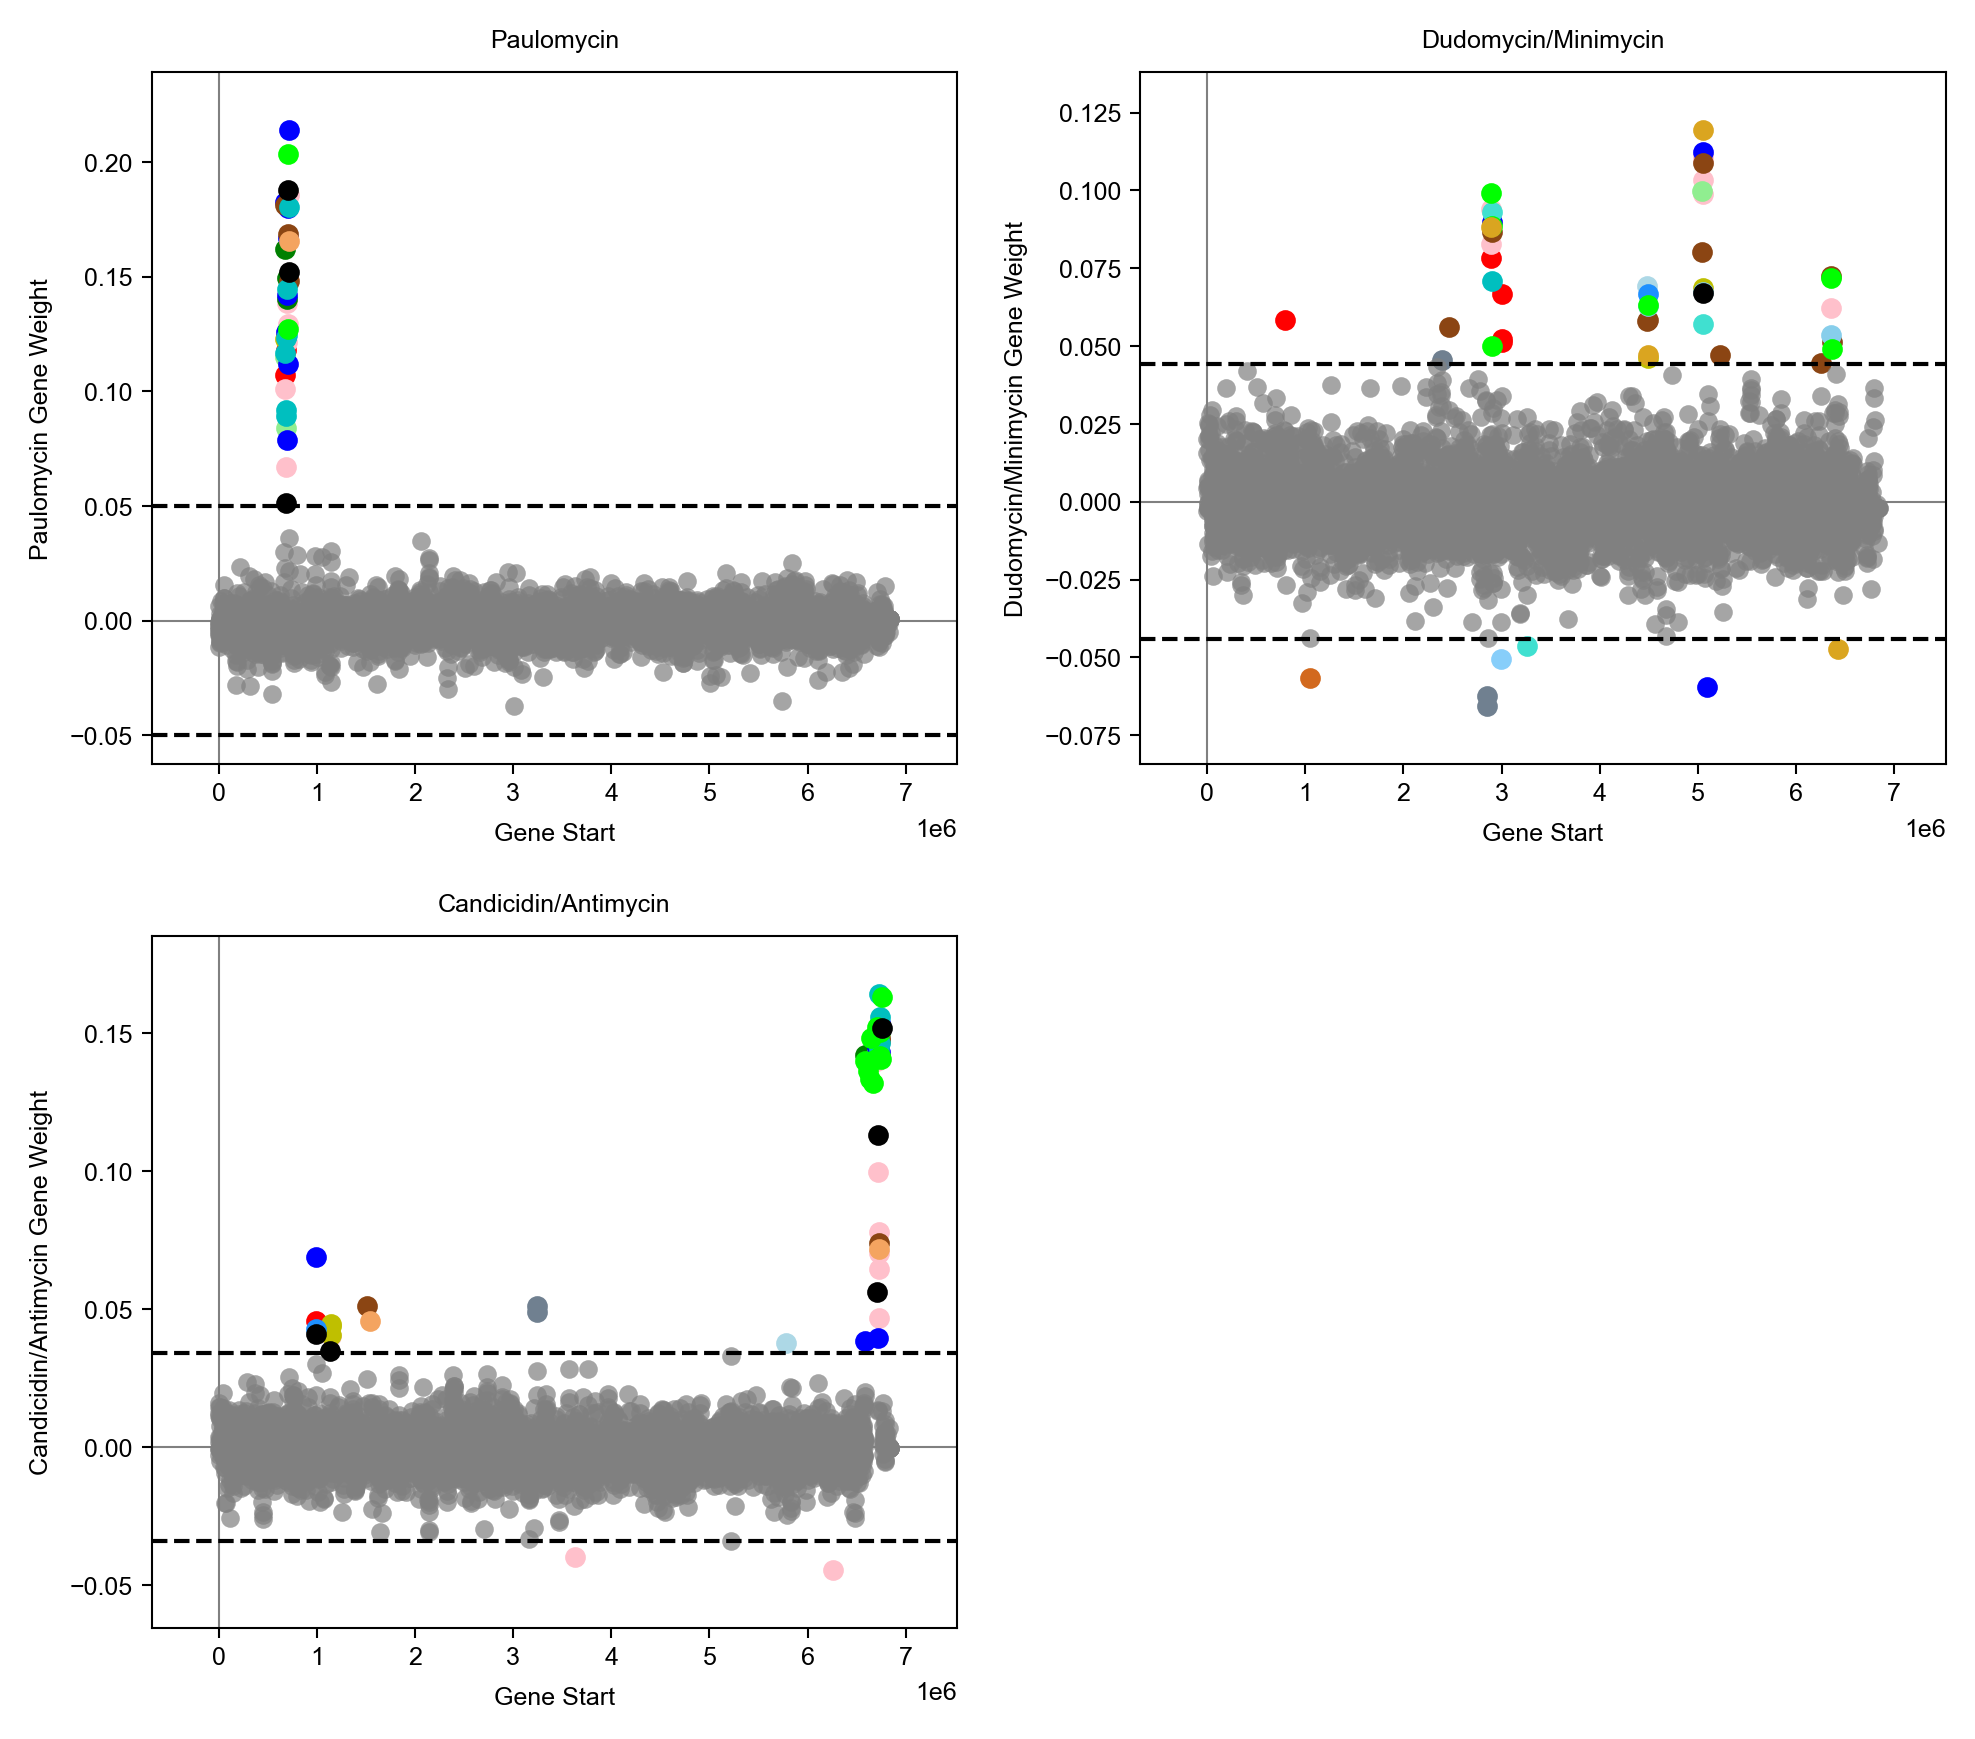 Paulomycin
Paulomycin Gene Weight
0.20
0.15
0.10
0.05
0.00
−0.05
0 1 2 3 4 5 6 7
1e6
Gene Start
Dudomycin/Minimycin
Dudomycin/Minimycin Gene Weight
0.125
0.100
0.075
0.050
0.025
0.000
−0.025
−0.050
−0.075
0 1 2 3 4 5 6 7
1e6
Gene Start
Candicidin/Antimycin
Candicidin/Antimycin Gene Weight
0.15
0.10
0.05
0.00
−0.05
0 1 2 3 4 5 6 7
1e6
Gene Start